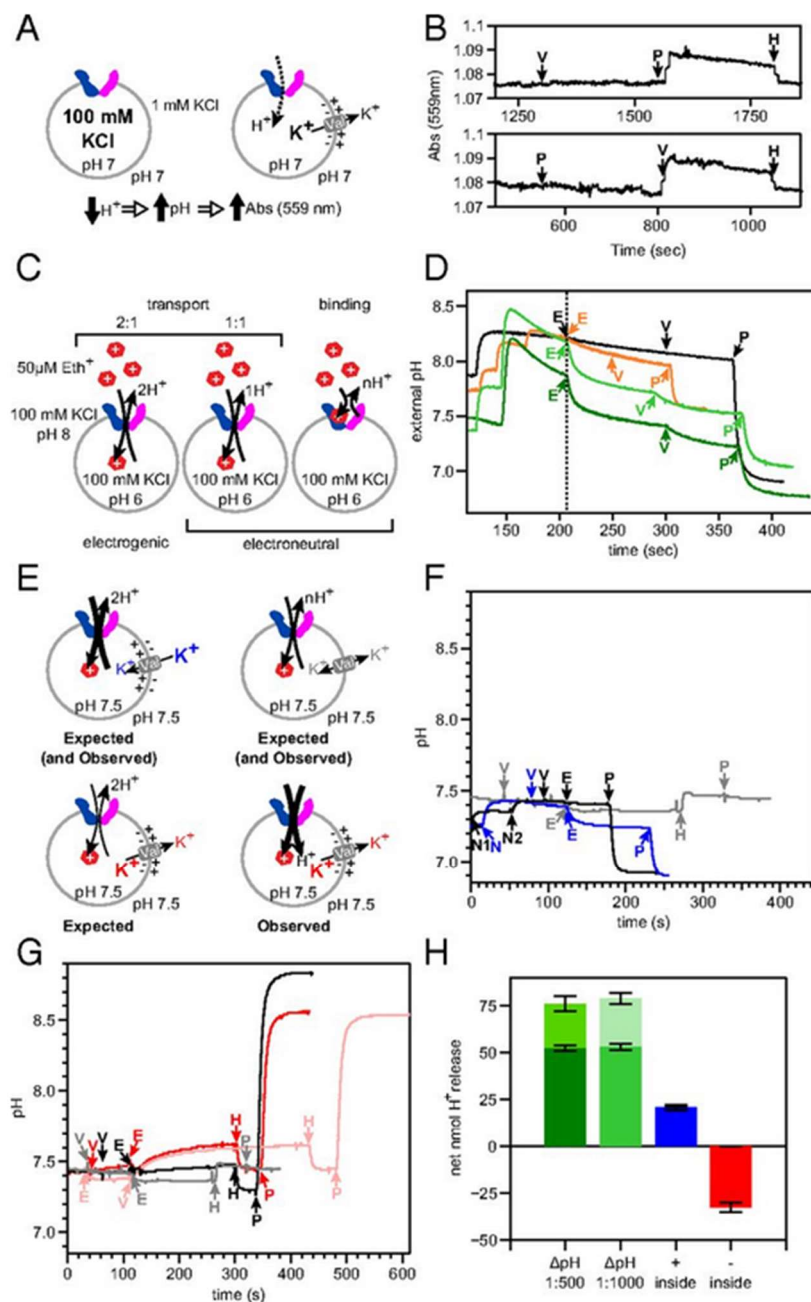 A
100 mM
KCl
pH 7
1 mM KCl
pH 7
H⁺
K⁺
Val
K⁺
pH 7
pH 7
H⁺ pH Abs (559 nm)
B
Abs (559nm)
1.1
1.09
1.08
1.07
V
P
H
1250
1500
1750
1.1
1.09
1.08
1.07
P
V
H
600
800
1000
Time (sec)
C
transport
binding
2:1
1:1
50µM Eth⁺
2H⁺
1H⁺
nH⁺
100 mM KCl
pH 8
100 mM KCl
pH 6
100 mM KCl
pH 6
100 mM KCl
pH 6
electrogenic
electroneutral
D
external pH
8.5
8.0
7.5
7.0
E
E
E
E
V
V
V
V
P
P
P
P
150
200
250
300
350
400
time (sec)
E
2H⁺
K⁺
Val
K⁺
pH 7.5
pH 7.5
Expected
(and Observed)
nH⁺
K⁺
Val
K⁺
pH 7.5
pH 7.5
Expected
(and Observed)
2H⁺
K⁺
Val
K⁺
pH 7.5
pH 7.5
Expected
H⁺
K⁺
Val
K⁺
pH 7.5
pH 7.5
Observed
F
pH
8.5
8.0
7.5
7.0
V
V
V
E
P
P
N1
N
N2
E
E
H
P
0
100
200
300
400
time (s)
G
pH
8.5
8.0
7.5
7.0
V
V
V
E
E
H
P
H
E
V
E
H
H
P
P
P
0
100
200
300
400
500
600
time (s)
H
net nmol H⁺ release
75
50
25
0
−25
−50
ΔpH
1:500
ΔpH
1:1000
+
inside
-
inside